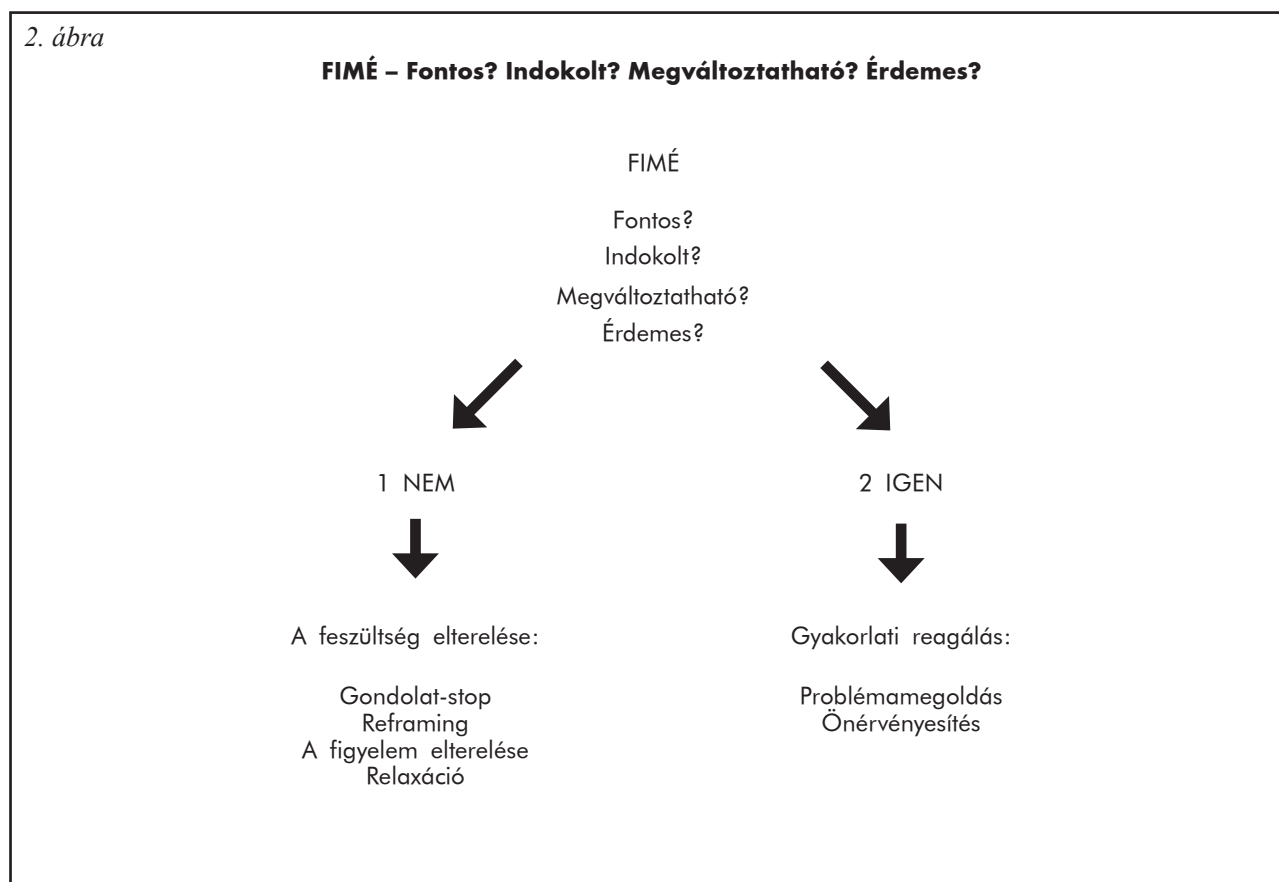 2. ábra
FIMÉ – Fontos? Indokolt? Megváltoztatható? Érdemes?
FIMÉ
Fontos?
Indokolt?
Megváltoztatható?
Érdemes?
1 NEM
2 IGEN
A feszültség elterelése:
Gyakorlati reagálás:
Gondolat-stop
Reframing
A figyelem elterelése
Relaxáció
Problémamegoldás
Önérvényesítés